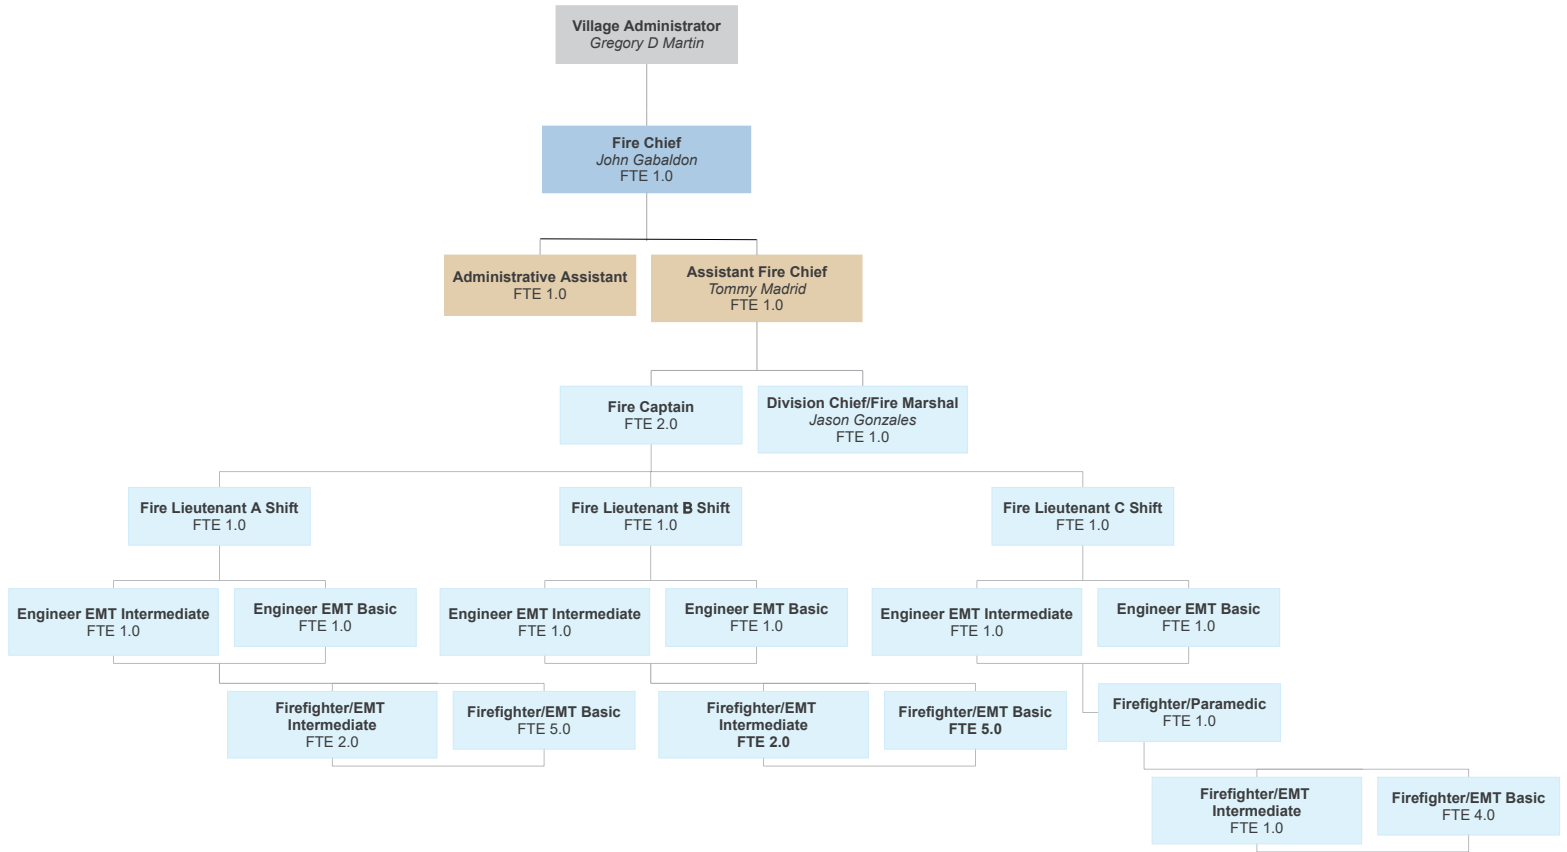 Village Administrator
Gregory D Martin
Fire Chief
John Gabaldon
FTE 1.0
Administrative Assistant
FTE 1.0
Assistant Fire Chief
Tommy Madrid
FTE 1.0
Fire Captain
FTE 2.0
Division Chief/Fire Marshal
Jason Gonzales
FTE 1.0
Fire Lieutenant A Shift
FTE 1.0
Fire Lieutenant B Shift
FTE 1.0
Fire Lieutenant C Shift
FTE 1.0
Engineer EMT Intermediate
FTE 1.0
Engineer EMT Basic
FTE 1.0
Engineer EMT Intermediate
FTE 1.0
Engineer EMT Basic
FTE 1.0
Engineer EMT Intermediate
FTE 1.0
Engineer EMT Basic
FTE 1.0
Firefighter/EMT
Intermediate
FTE 2.0
Firefighter/EMT Basic
FTE 5.0
Firefighter/EMT
Intermediate
FTE 2.0
Firefighter/EMT Basic
FTE 5.0
Firefighter/Paramedic
FTE 1.0
Firefighter/EMT
Intermediate
FTE 1.0
Firefighter/EMT Basic
FTE 4.0